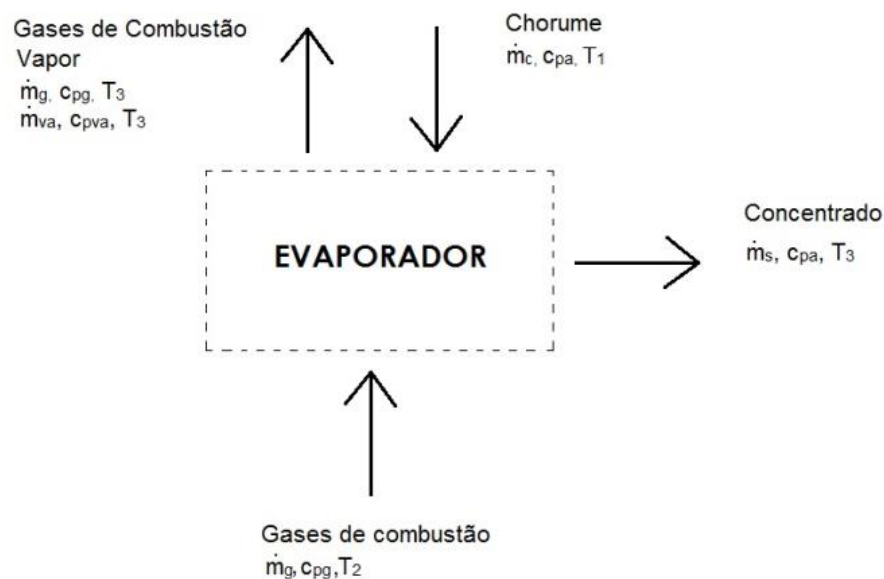 Gases de Combustão
Vapor
ṁg, cpg, T3
ṁva, cpva, T3
Chorume
ṁc, cpa, T1
EVAPORADOR
Concentrado
ṁs, cpa, T3
Gases de combustão
ṁg,cpg,T2